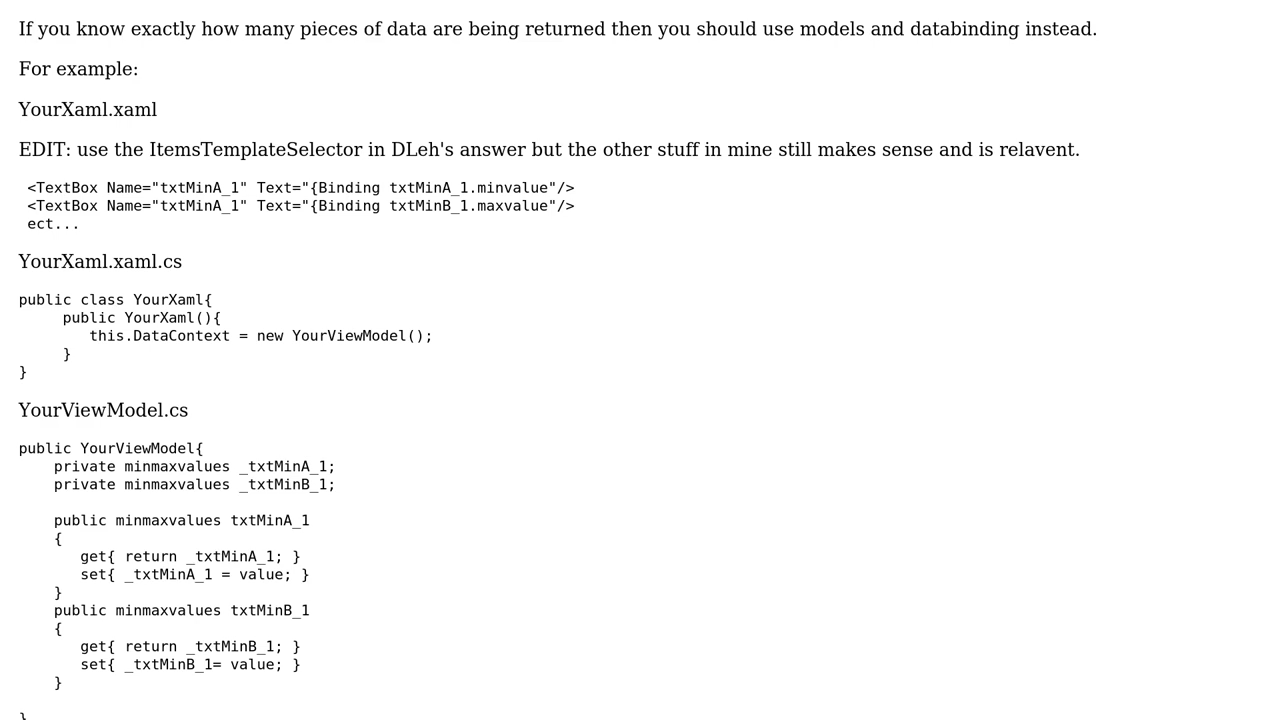 If you know exactly how many pieces of data are being returned then you should use models and databinding instead.
For example:
YourXaml.xaml
EDIT: use the ItemsTemplateSelector in DLeh's answer but the other stuff in mine still makes sense and is relavent.
<TextBox Name="txtMinA_1" Text="{Binding txtMinA_1.minvalue"/>
<TextBox Name="txtMinA_1" Text="{Binding txtMinB_1.maxvalue"/>
ect...
YourXaml.xaml.cs
public class YourXaml{
     public YourXaml(){
        this.DataContext = new YourViewModel();
     }
}
YourViewModel.cs
public YourViewModel{
    private minmaxvalues _txtMinA_1;
    private minmaxvalues _txtMinB_1;
    public minmaxvalues txtMinA_1
    {
       get{ return _txtMinA_1; }
       set{ _txtMinA_1 = value; }
    }
    public minmaxvalues txtMinB_1
    {
       get{ return _txtMinB_1; }
       set{ _txtMinB_1= value; }
    }
}